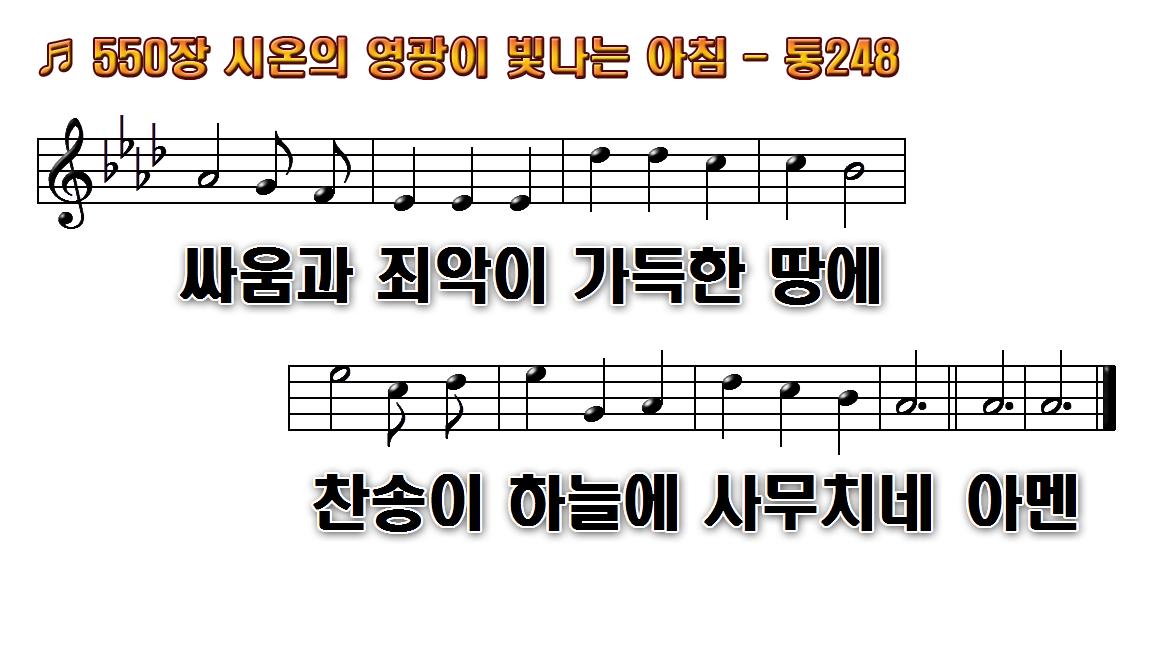 ♬ 550장 시온의 영광이 빛나는 아침 - 통248
싸움과 죄악이 가득한 땅에
찬송이 하늘에 사무치네 아멘